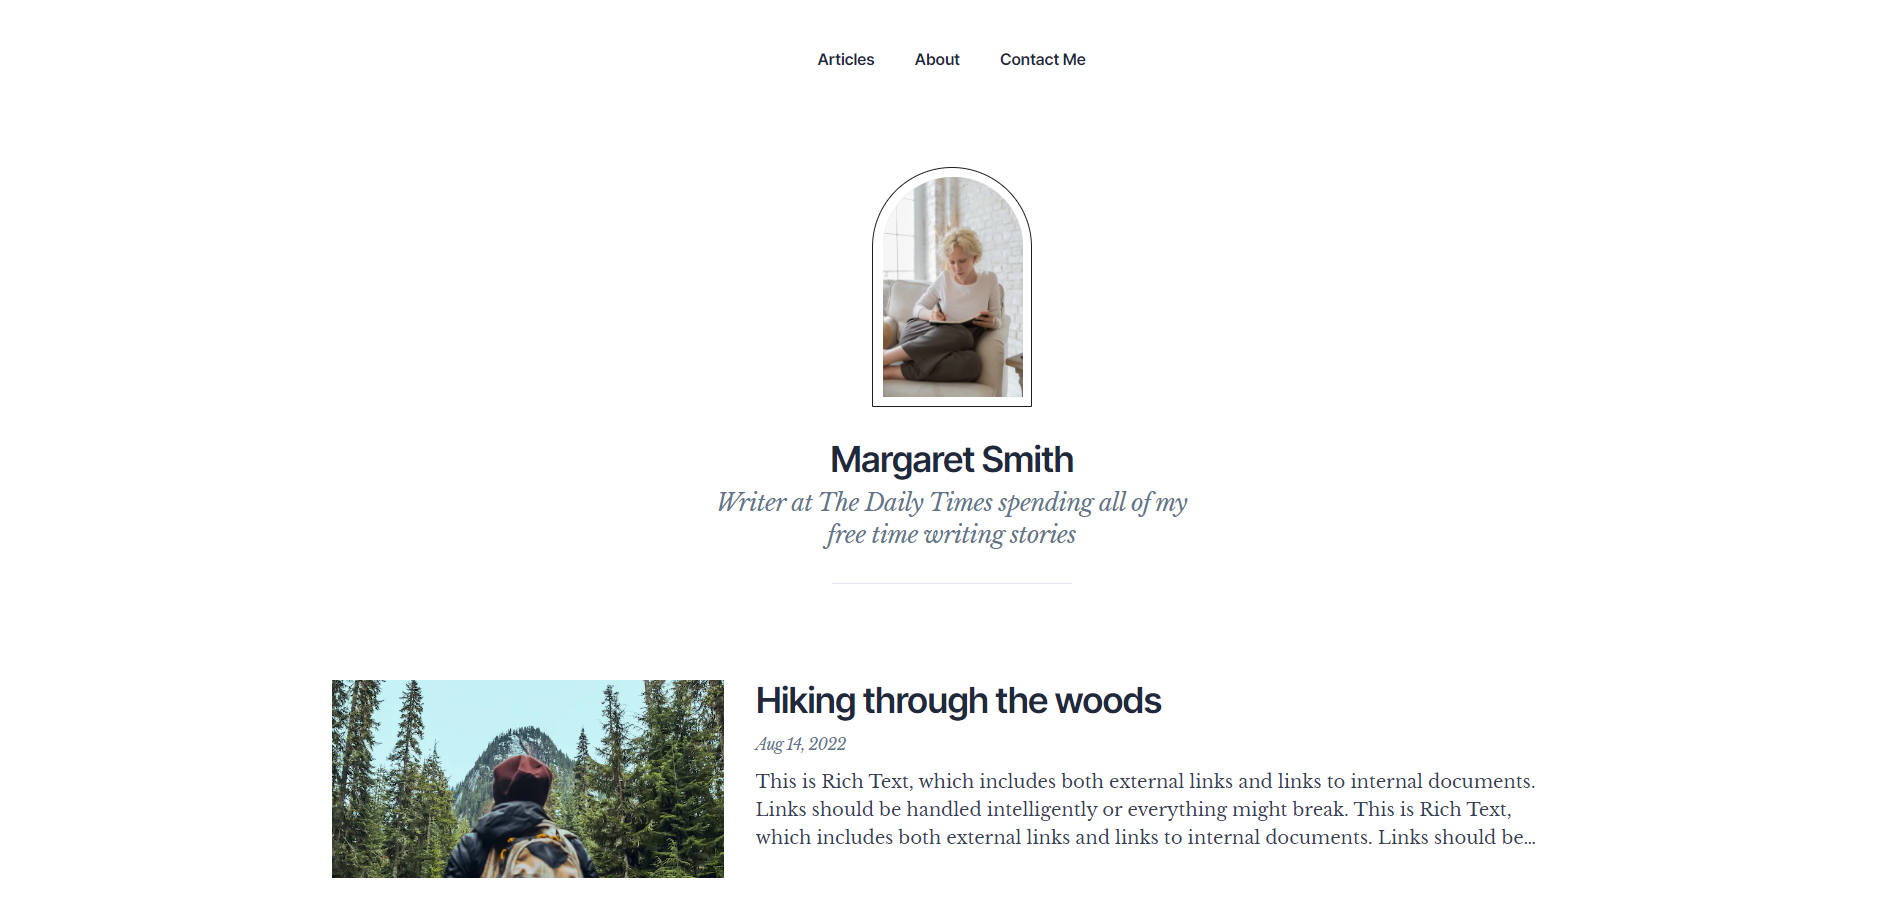 Articles
About
Contact Me
Margaret Smith
Writer at The Daily Times spending all of my
free time writing stories
Hiking through the woods
Aug 14, 2022
This is Rich Text, which includes both external links and links to internal documents.
Links should be handled intelligently or everything might break. This is Rich Text,
which includes both external links and links to internal documents. Links should be...